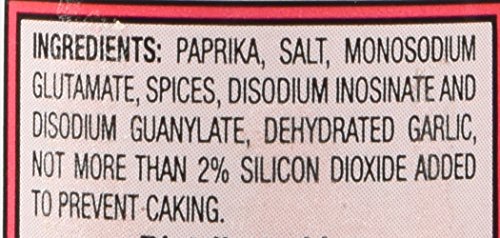 INGREDIENTS: PAPRIKA, SALT, MONOSODIUM
GLUTAMATE, SPICES, DISODIUM INOSINATE AND
DISODIUM GUANYLATE, DEHYDRATED GARLIC,
NOT MORE THAN 2% SILICON DIOXIDE ADDED
TO PREVENT CAKING.